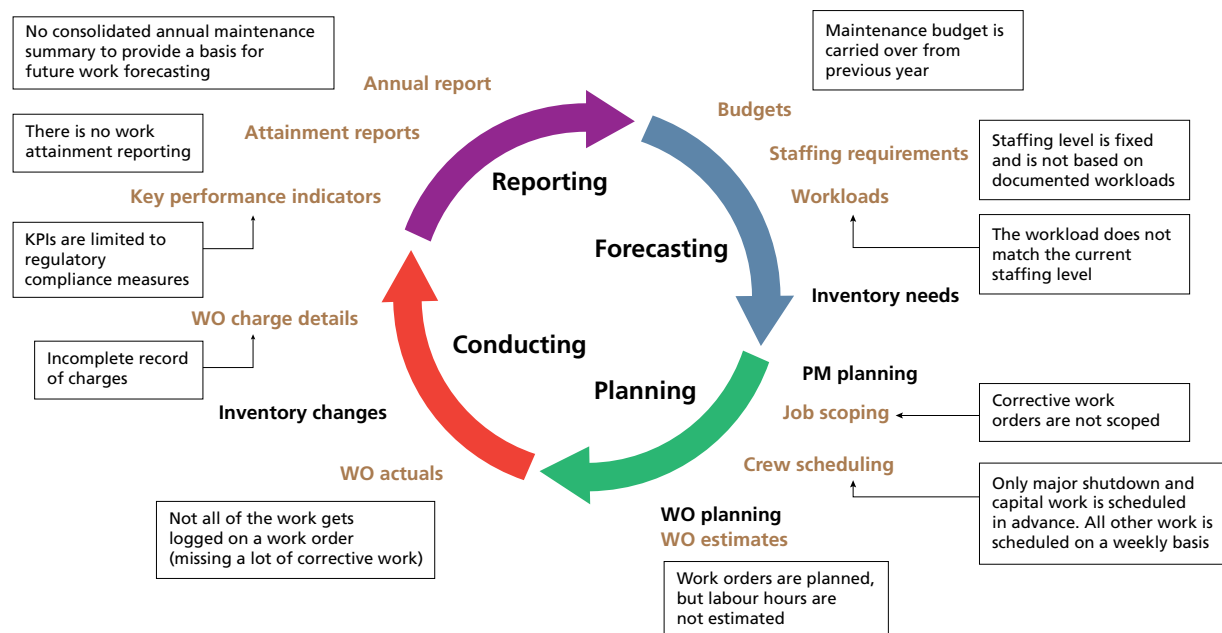 No consolidated annual maintenance
summary to provide a basis for
future work forecasting
Maintenance budget is
carried over from
previous year
Annual report
Budgets
There is no work
attainment reporting
Attainment reports
Staffing requirements
Staffing level is fixed
and is not based on
documented workloads
Key performance indicators
Reporting
Workloads
KPIs are limited to
regulatory
compliance measures
Forecasting
The workload does not
match the current
staffing level
Inventory needs
WO charge details
Conducting
Incomplete record
of charges
Planning
PM planning
Inventory changes
Job scoping
Corrective work
orders are not scoped
WO actuals
Crew scheduling
Only major shutdown and
capital work is scheduled
in advance. All other work is
scheduled on a weekly basis
Not all of the work gets
logged on a work order
(missing a lot of corrective work)
WO planning
WO estimates
Work orders are planned,
but labour hours are
not estimated